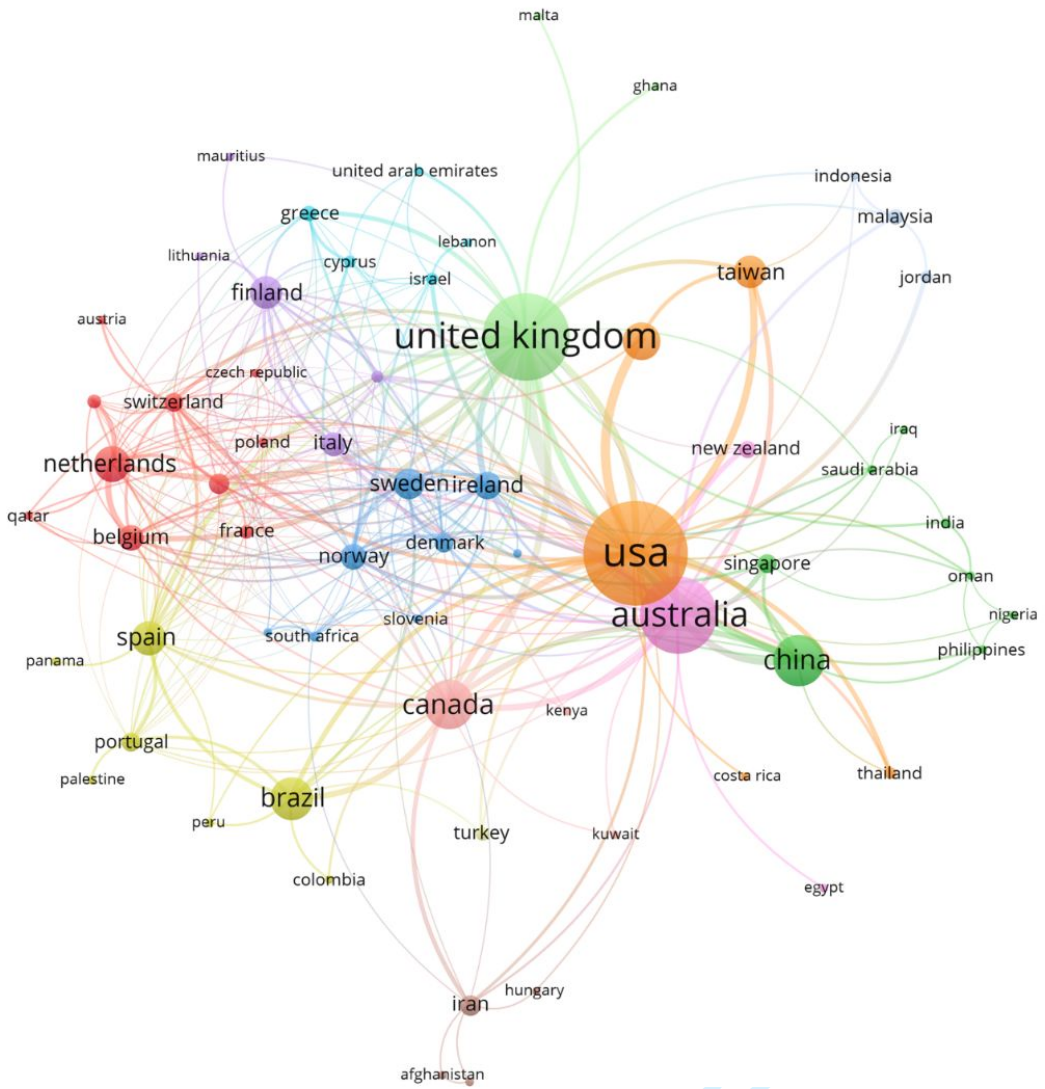 malta
ghana
mauritius
united arab emirates
indonesia
greece
malaysia
lebanon
lithuania
cyprus
israel
taiwan
jordan
finland
austria
united kingdom
czech republic
switzerland
iraq
poland
italy
new zealand
netherlands
saudi arabia
sweden
ireland
qatar
india
france
belgium
denmark
usa
norway
singapore
oman
australia
nigeria
slovenia
spain
south africa
philippines
panama
china
canada
kenya
portugal
palestine
costa rica
thailand
brazil
peru
turkey
kuwait
colombia
egypt
hungary
iran
afghanistan